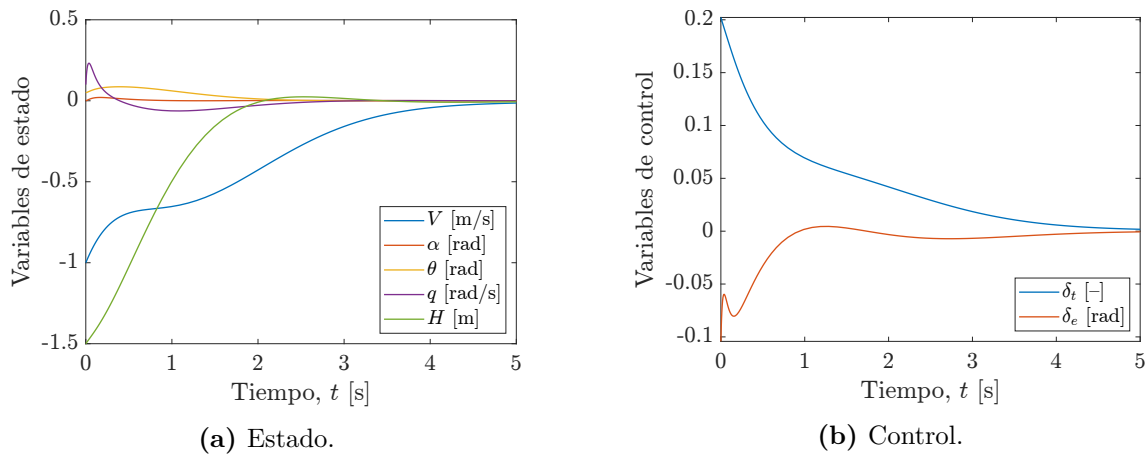 Variables de estado
0.5
0
-0.5
-1
-1.5
0 1 2 3 4 5
Tiempo, t [s]
V [m/s]
α [rad]
θ [rad]
q [rad/s]
H [m]
(a) Estado.
Variables de control
0.2
0.15
0.1
0.05
0
-0.05
-0.1
0 1 2 3 4 5
Tiempo, t [s]
δt [–]
δe [rad]
(b) Control.